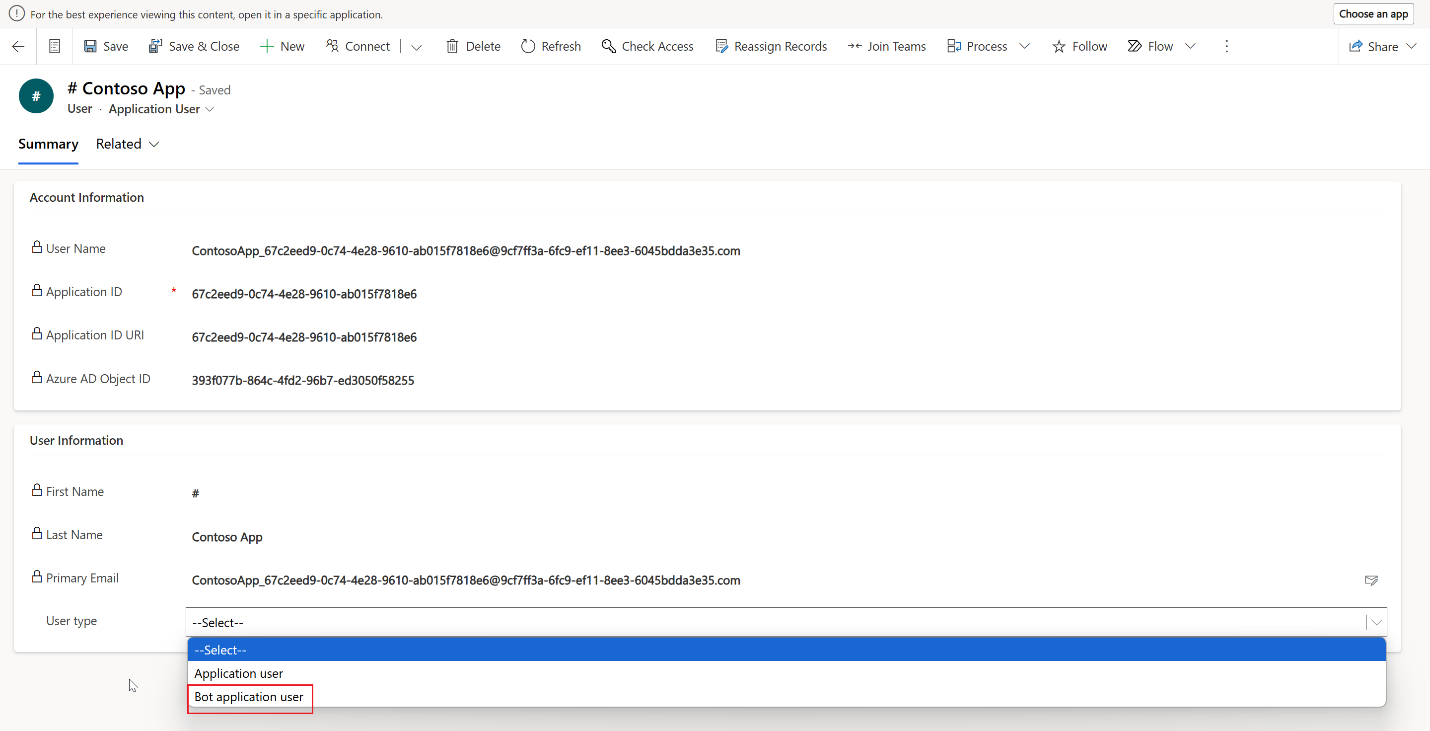 For the best experience viewing this content, open it in a specific application.
Choose an app
Save
Save & Close
New
Connect
Delete
Refresh
Check Access
Reassign Records
Join Teams
Process
Follow
Flow
Share
#
# Contoso App - Saved
User · Application User
Summary
Related
Account Information
User Name
ContosoApp_67c2eed9-0c74-4e28-9610-ab015f7818e6@9cf7ff3a-6fc9-ef11-8ee3-6045bdda3e35.com
Application ID
*
67c2eed9-0c74-4e28-9610-ab015f7818e6
Application ID URI
67c2eed9-0c74-4e28-9610-ab015f7818e6
Azure AD Object ID
393f077b-864c-4fd2-96b7-ed3050f58255
User Information
First Name
#
Last Name
Contoso App
Primary Email
ContosoApp_67c2eed9-0c74-4e28-9610-ab015f7818e6@9cf7ff3a-6fc9-ef11-8ee3-6045bdda3e35.com
User type
--Select--
--Select--
Application user
Bot application user